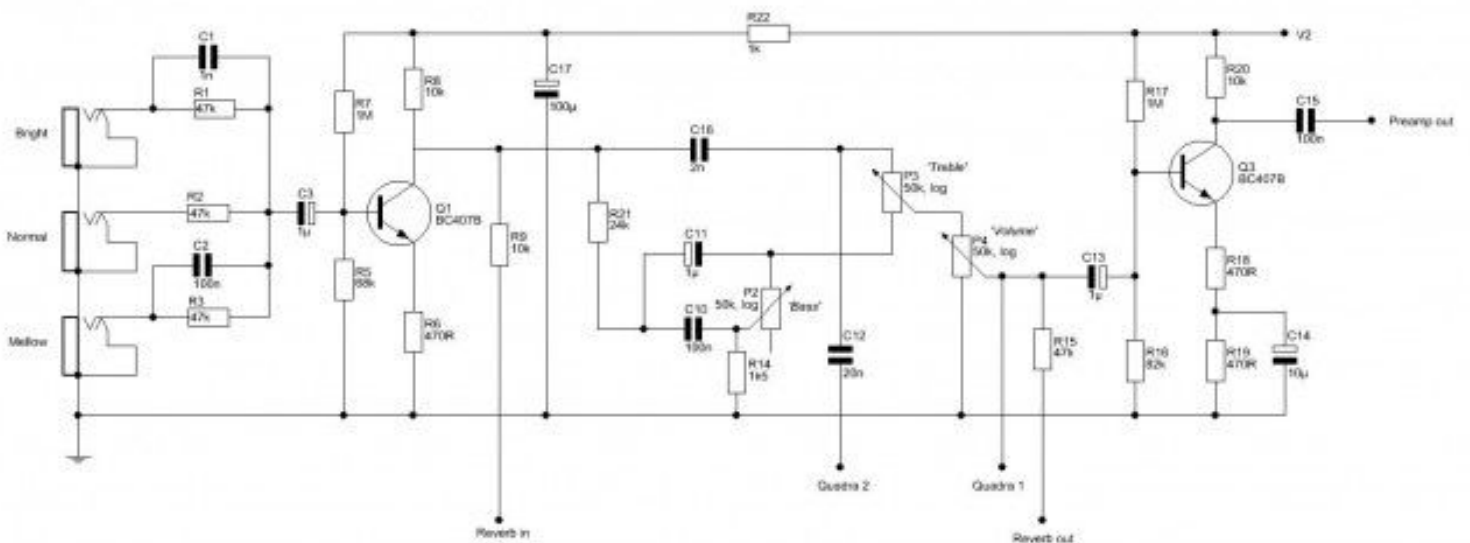 R22
1k
V2
C1
1n
R1
47k
C17
100µ
R8
10k
R7
1M
R20
10k
R17
1M
C15
100n
Preamp out
Bright
C16
2n
'Treble'
P3
50k, log
Q3
BC407B
R2
47k
C3
1µ
Q1
BC407B
R21
24k
R9
10k
C11
1µ
'Volume'
P4
50k, log
C13
1µ
Normal
C2
100n
R5
R3
47k
R6
470R
P2
50k, log
'Bass'
C10
100n
R18
470R
Mellow
C12
20n
R14
1k5
R15
47k
R16
82k
R19
470R
C14
10µ
Quadra 2
Quadra 1
Reverb in
Reverb out